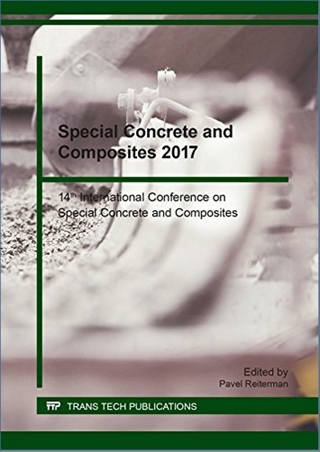 Special Concrete and
Composites 2017
14th International Conference on
Special Concrete and Composites
Edited by
Pavel Reiterman
TTP TRANS TECH PUBLICATIONS